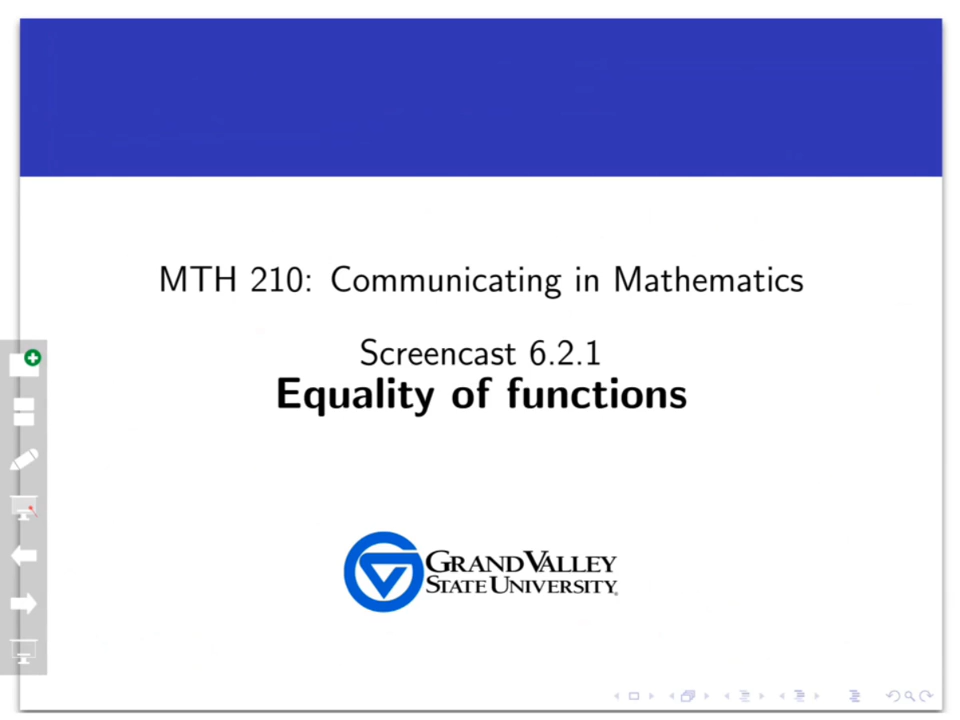 MTH 210: Communicating in Mathematics
Screencast 6.2.1
Equality of functions
GRAND VALLEY
STATE UNIVERSITY